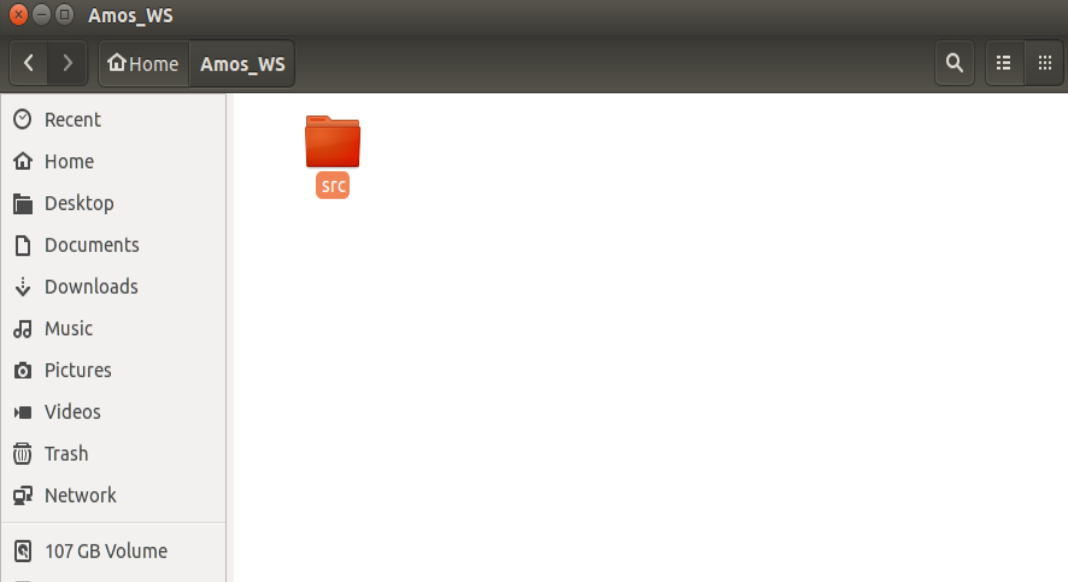 Amos_WS
Home Amos_WS
Recent
Home
Desktop
Documents
Downloads
Music
Pictures
Videos
Trash
Network
107 GB Volume
src